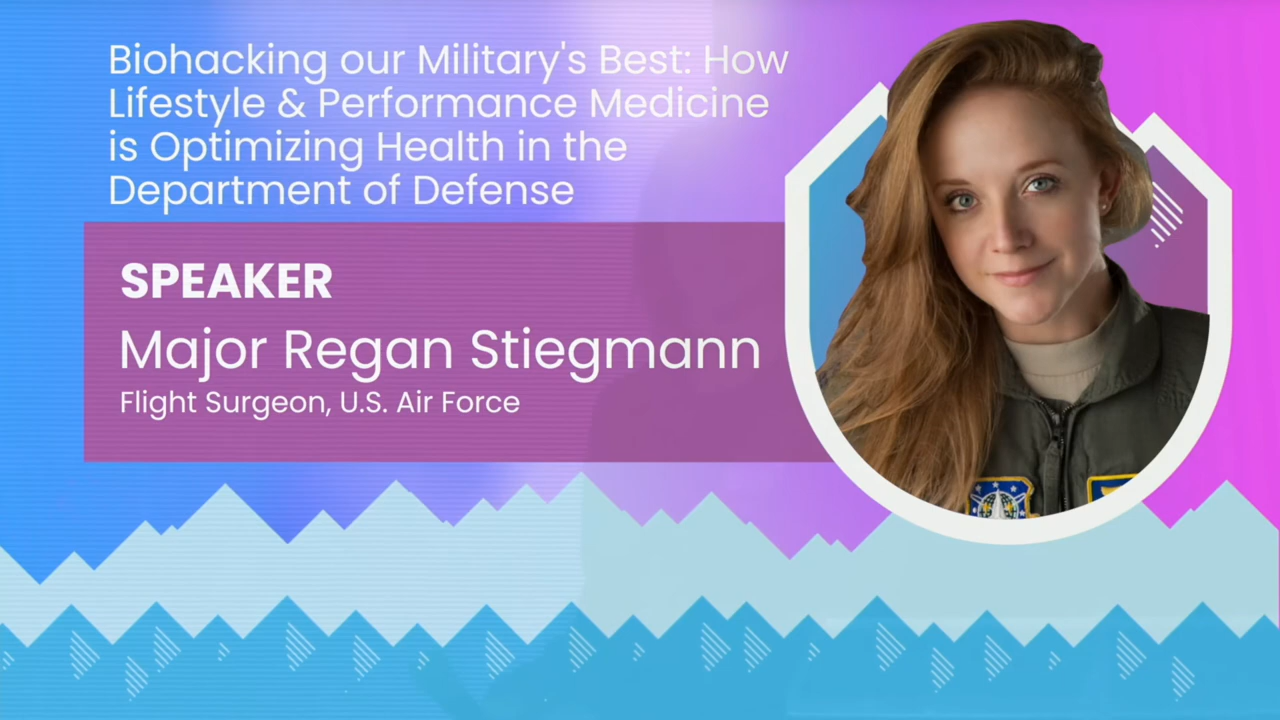 Biohacking our Military's Best: How
Lifestyle & Performance Medicine
is Optimizing Health in the
Department of Defense
SPEAKER
Major Regan Stiegmann
Flight Surgeon, U.S. Air Force